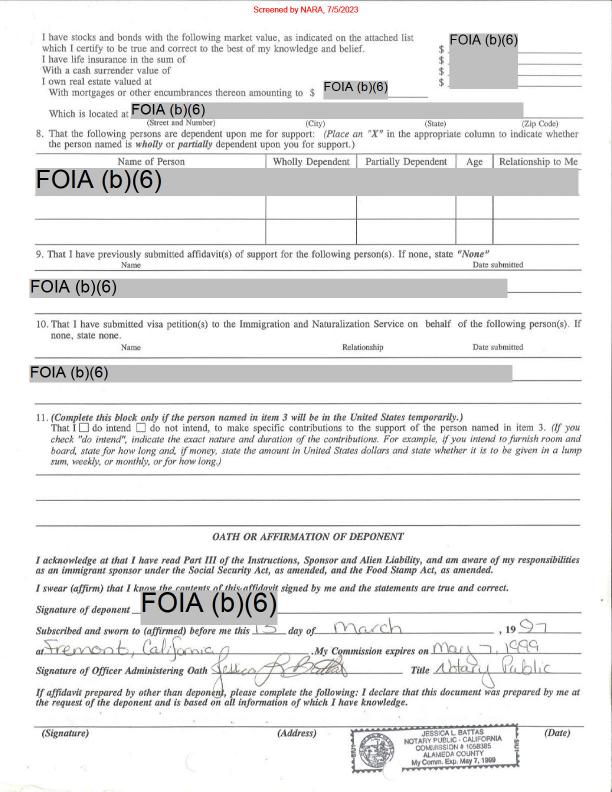 Screened by NARA, 7/5/2023
I have stocks and bonds with the following market value, as indicated on the attached list
which I certify to be true and correct to the best of my knowledge and belief. $ FOIA (b)(6)
I have life insurance in the sum of $
With a cash surrender value of $
I own real estate valued at $
With mortgages or other encumbrances thereon amounting to $ FOIA (b)(6)
Which is located at FOIA (b)(6)
(Street and Number) (City) (State) (Zip Code)
8. That the following persons are dependent upon me for support: (Place an "X" in the appropriate column to indicate whether
the person named is wholly or partially dependent upon you for support.)
Name of Person Wholly Dependent Partially Dependent Age Relationship to Me
FOIA (b)(6)
9. That I have previously submitted affidavit(s) of support for the following person(s). If none, state "None"
Name Date submitted
FOIA (b)(6)
10. That I have submitted visa petition(s) to the Immigration and Naturalization Service on behalf of the following person(s). If
none, state none.
Name Relationship Date submitted
FOIA (b)(6)
11. (Complete this block only if the person named in item 3 will be in the United States temporarily.)
That I ☐ do intend ☐ do not intend, to make specific contributions to the support of the person named in item 3. (If you
check "do intend", indicate the exact nature and duration of the contributions. For example, if you intend to furnish room and
board, state for how long and, if money, state the amount in United States dollars and state whether it is to be given in a lump
sum, weekly, or monthly, or for how long.)
OATH OR AFFIRMATION OF DEPONENT
I acknowledge at that I have read Part III of the Instructions, Sponsor and Alien Liability, and am aware of my responsibilities
as an immigrant sponsor under the Social Security Act, as amended, and the Food Stamp Act, as amended.
I swear (affirm) that I know the contents of this affidavit signed by me and the statements are true and correct.
Signature of deponent FOIA (b)(6)
Subscribed and sworn to (affirmed) before me this day of March , 19 97
at Fremont, California . My Commission expires on May 7, 1999
Signature of Officer Administering Oath Jessica L Battas Title Notary Public
If affidavit prepared by other than deponent, please complete the following: I declare that this document was prepared by me at
the request of the deponent and is based on all information of which I have knowledge.
(Signature) (Address) (Date)
JESSICA L. BATTAS
NOTARY PUBLIC - CALIFORNIA
COMMISSION # 1058385
ALAMEDA COUNTY
My Comm. Exp. May 7, 1999